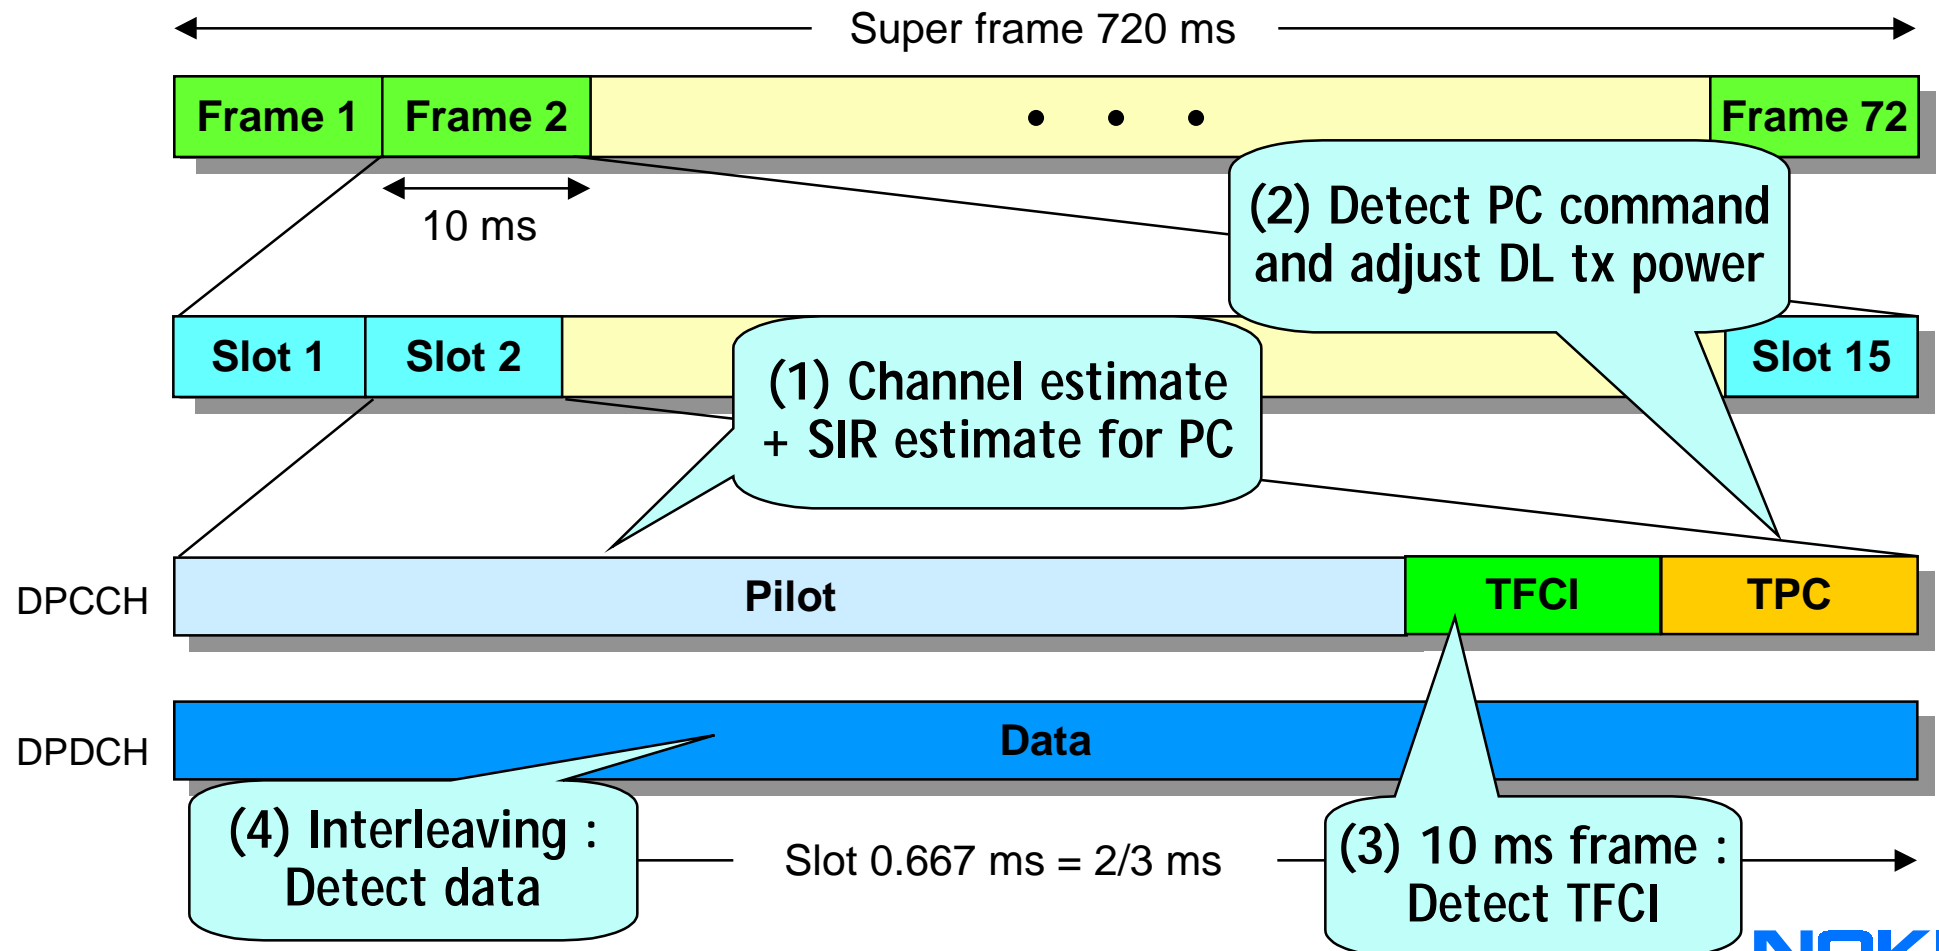 Super frame 720 ms
Frame 1 Frame 2 • • • Frame 72
10 ms
(2) Detect PC command
and adjust DL tx power
Slot 1 Slot 2 Slot 15
(1) Channel estimate
+ SIR estimate for PC
DPCCH Pilot TFCI TPC
DPDCH Data
(4) Interleaving :
Detect data
Slot 0.667 ms = 2/3 ms
(3) 10 ms frame :
Detect TFCI